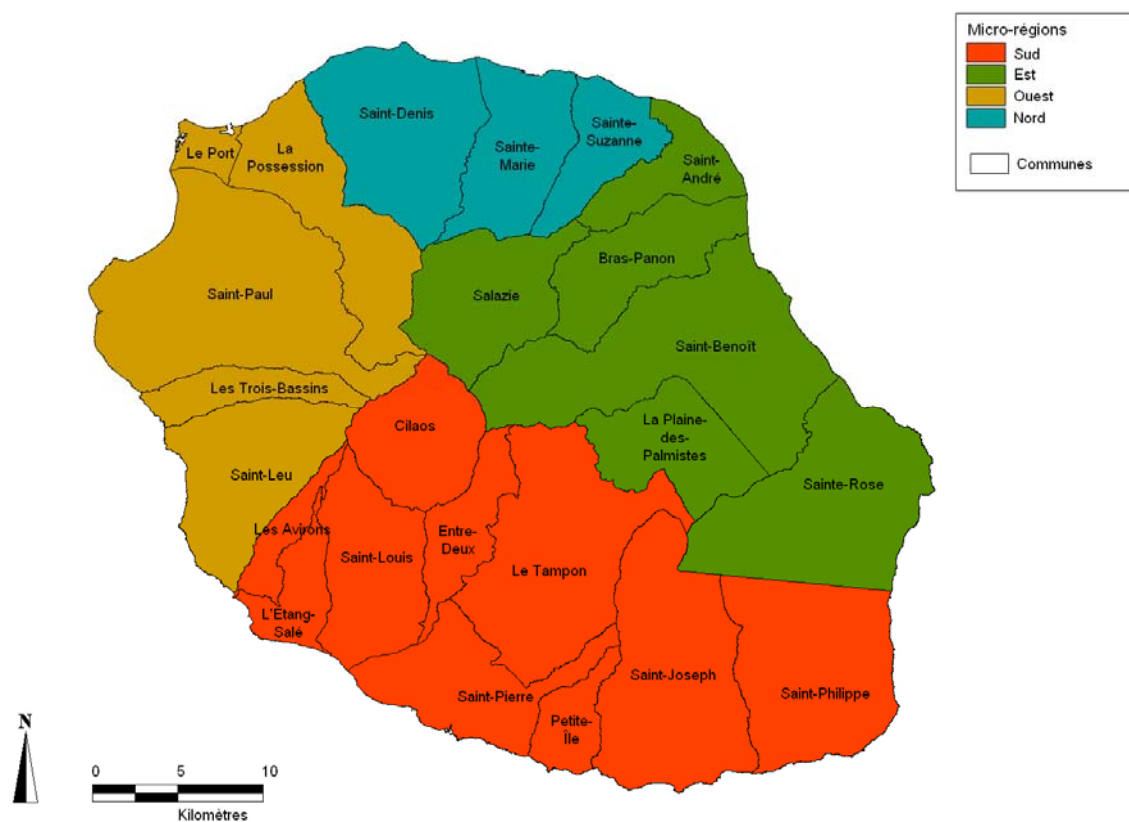 Micro-régions
Sud
Est
Ouest
Nord
Communes
Saint-Denis
Sainte-
Marie
Sainte-
Suzanne
La
Possession
Le Port
Saint-
André
Bras-Panon
Salazie
Saint-Paul
Saint-Benoît
Les Trois-Bassins
Cilaos
La Plaine-
des-
Palmistes
Saint-Leu
Sainte-Rose
Les Avirons
Saint-Louis
Entre-
Deux
Le Tampon
L'Étang-
Salé
Saint-Joseph
Saint-Pierre
Saint-Philippe
Petite-
Île
N
0 5 10
Kilomètres